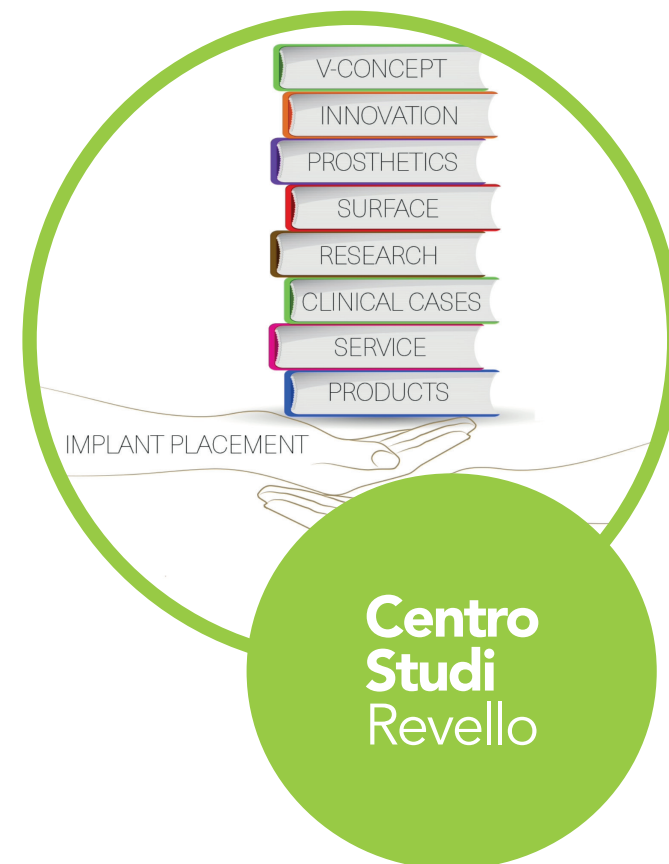 V-CONCEPT
INNOVATION
PROSTHETICS
SURFACE
RESEARCH
CLINICAL CASES
SERVICE
PRODUCTS
IMPLANT PLACEMENT
Centro
Studi
Revello